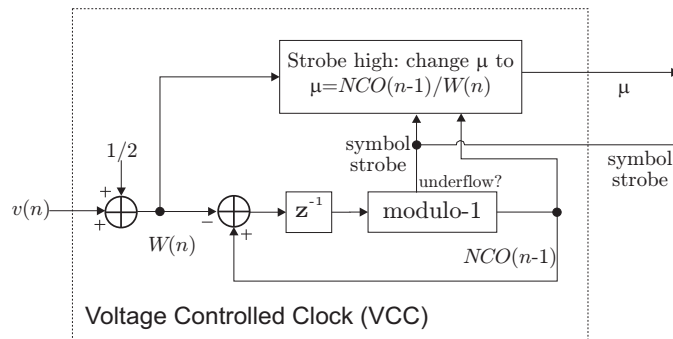 Strobe high: change μ to
μ=NCO(n-1)/W(n)
μ
symbol
strobe
symbol
strobe
1/2
+
underflow?
v(n)
+
−
+
z⁻¹
modulo-1
W(n)
NCO(n-1)
Voltage Controlled Clock (VCC)